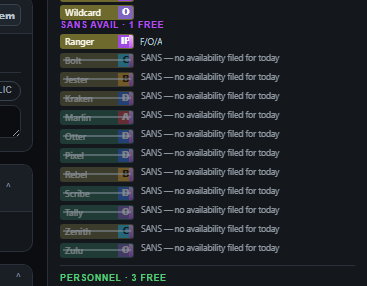 em
Wildcard O
SANS AVAIL · 1 FREE
Ranger IP F/O/A
LIC
Bolt C SANS — no availability filed for today
Jester B SANS — no availability filed for today
Kraken D SANS — no availability filed for today
Marlin A SANS — no availability filed for today
Otter D SANS — no availability filed for today
Pixel D SANS — no availability filed for today
Rebel B SANS — no availability filed for today
Scribe D SANS — no availability filed for today
Tally O SANS — no availability filed for today
Zenith C SANS — no availability filed for today
Zulu O SANS — no availability filed for today
PERSONNEL · 3 FREE